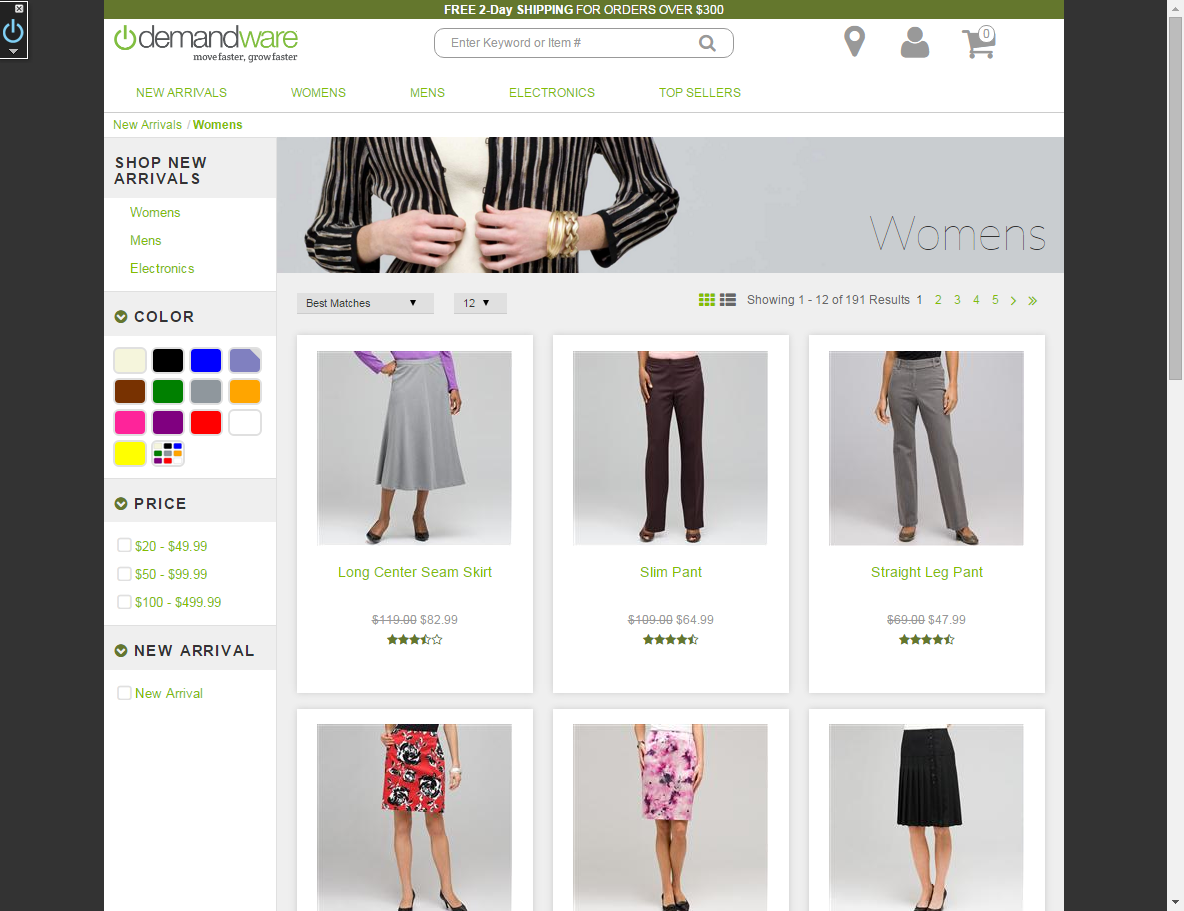 FREE 2-Day SHIPPING FOR ORDERS OVER $300
demandware
move faster, grow faster
Enter Keyword or Item #
0
NEW ARRIVALS WOMENS MENS ELECTRONICS TOP SELLERS
New Arrivals / Womens
SHOP NEW
ARRIVALS
Womens
Mens
Electronics
COLOR
PRICE
$20 - $49.99
$50 - $99.99
$100 - $499.99
NEW ARRIVAL
New Arrival
Womens
Best Matches 12 Showing 1 - 12 of 191 Results 1 2 3 4 5
Long Center Seam Skirt
$119.00 $82.99
Slim Pant
$109.00 $64.99
Straight Leg Pant
$69.00 $47.99